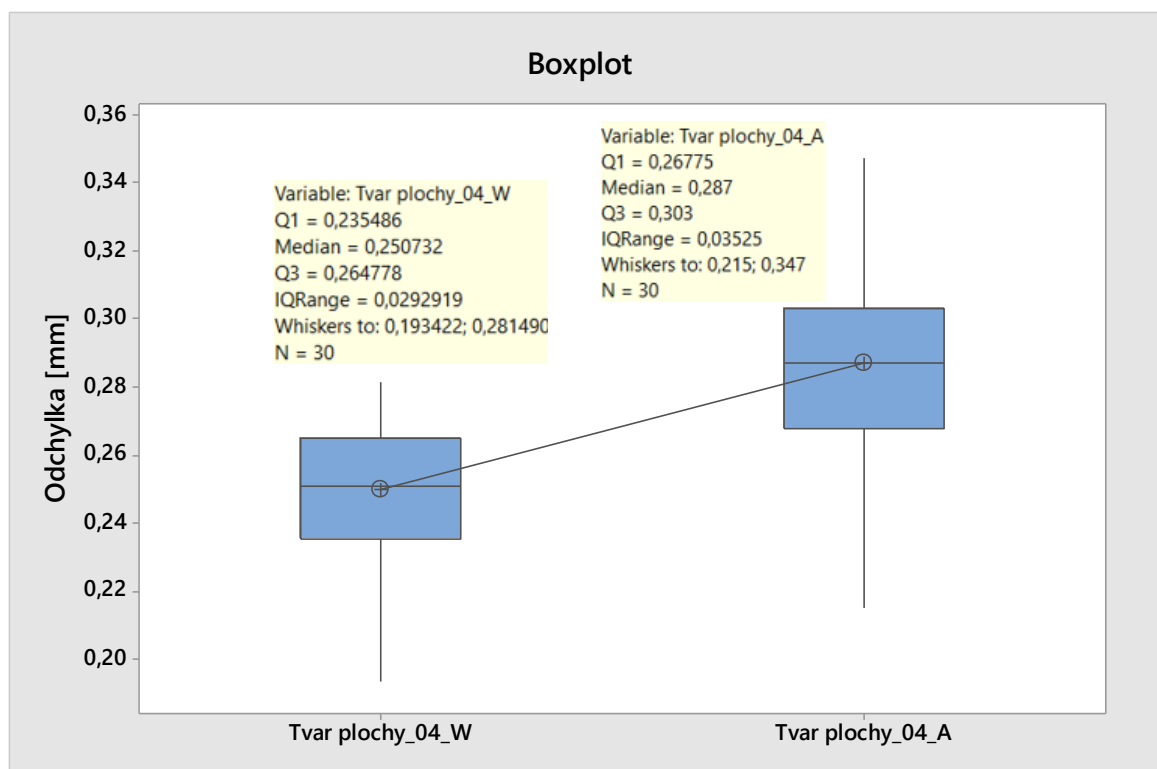 Boxplot
Odchylka [mm]
0,36
0,34
0,32
0,30
0,28
0,26
0,24
0,22
0,20
Variable: Tvar plochy_04_W
Q1 = 0,235486
Median = 0,250732
Q3 = 0,264778
IQRange = 0,0292919
Whiskers to: 0,193422; 0,281490
N = 30
Variable: Tvar plochy_04_A
Q1 = 0,26775
Median = 0,287
Q3 = 0,303
IQRange = 0,03525
Whiskers to: 0,215; 0,347
N = 30
Tvar plochy_04_W
Tvar plochy_04_A